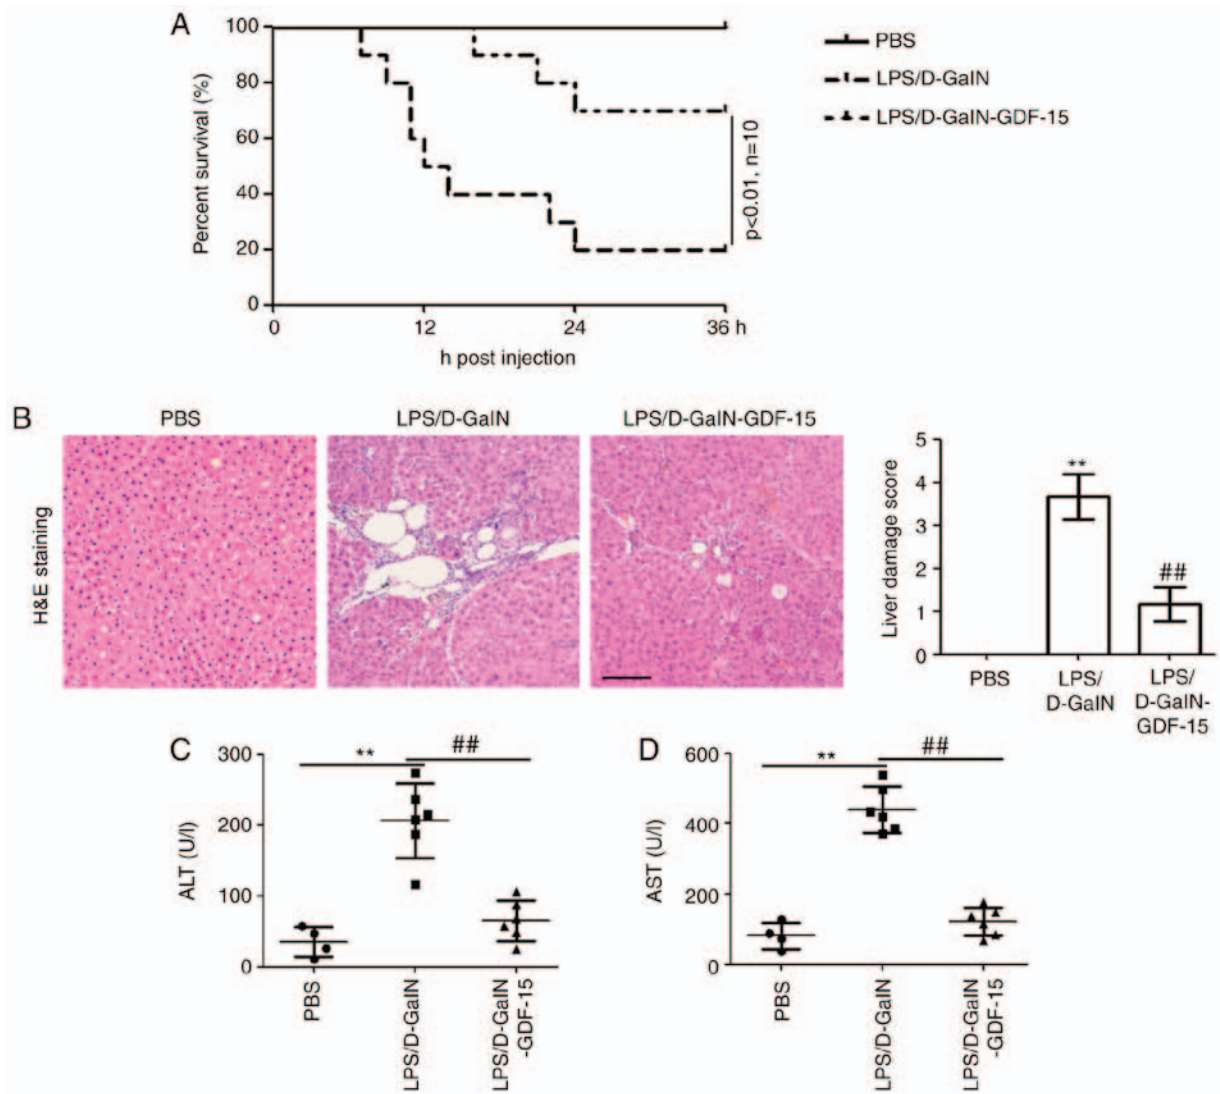 A
100
80
60
40
20
0
Percent survival (%)
0 12 24 36 h
h post injection
PBS
LPS/D-GalN
LPS/D-GalN-GDF-15
p<0.01, n=10
B
PBS LPS/D-GalN LPS/D-GalN-GDF-15
H&E staining
Liver damage score
5
4
3
2
1
0
**
##
PBS
LPS/
D-GalN
LPS/
D-GalN-
GDF-15
C
ALT (U/l)
300
200
100
0
** ##
PBS
LPS/D-GalN
LPS/D-GalN
-GDF-15
D
AST (U/l)
600
400
200
0
** ##
PBS
LPS/D-GalN
LPS/D-GalN
-GDF-15